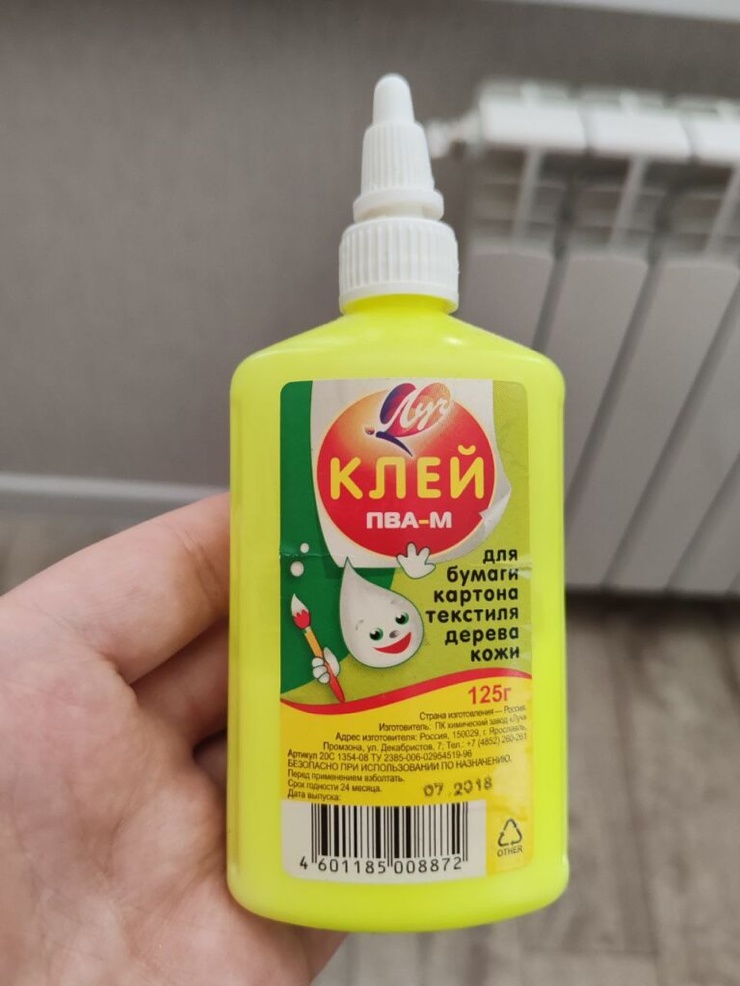 Луч
КЛЕЙ
ПВА-М
для
бумаги
картона
текстиля
дерева
кожи
125г
Страна изготовления — Россия.
Изготовитель: ПК химический завод «Луч»
Адрес изготовителя: Россия, 150029, г. Ярославль,
Промзона, ул. Декабристов, 7; Тел.: +7 (4852) 260-261
Артикул 20С 1354-08 ТУ 2385-006-02954519-96
БЕЗОПАСНО ПРИ ИСПОЛЬЗОВАНИИ ПО НАЗНАЧЕНИЮ.
Перед применением взболтать.
Срок годности 24 месяца.
Дата выпуска:
07 2018
4 601185 008872
OTHER